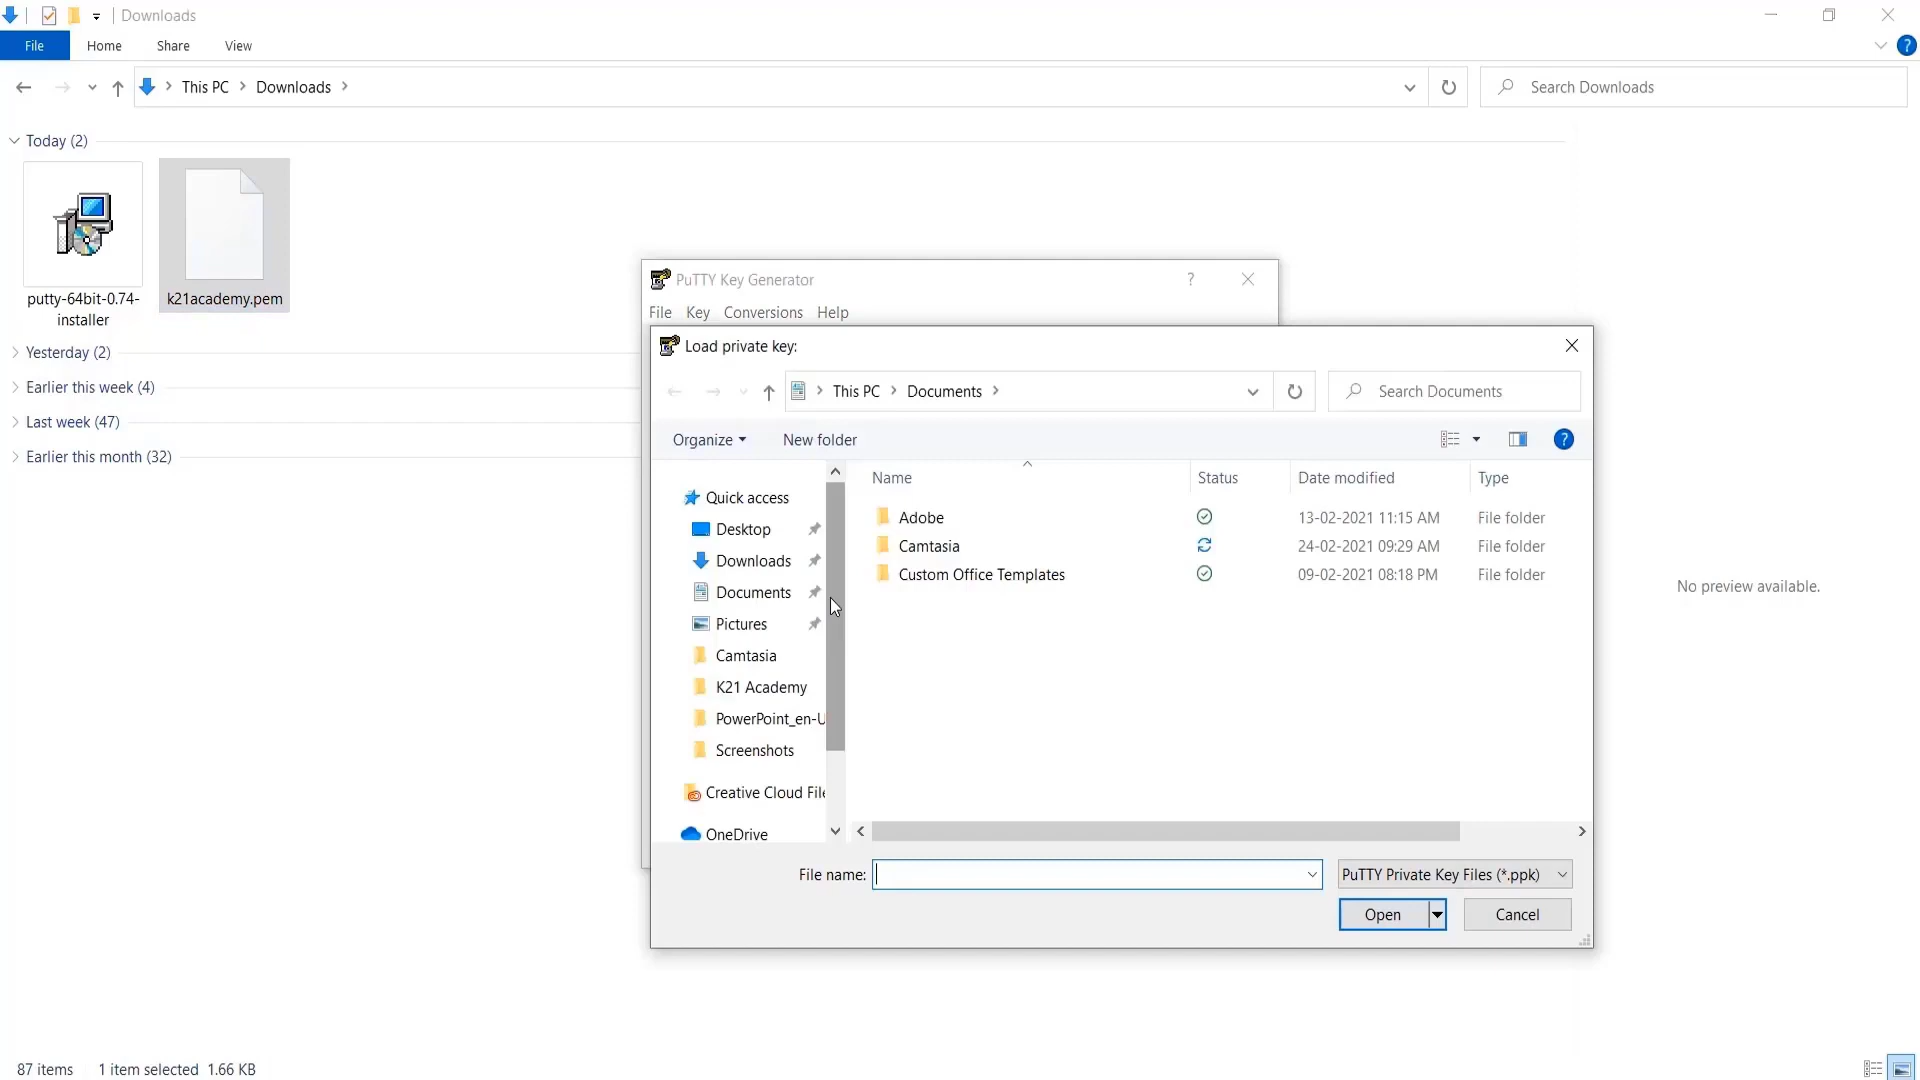 Downloads
File Home Share View
This PC Downloads
Search Downloads
Today (2)
putty-64bit-0.74-
installer
k21academy.pem
Yesterday (2)
Earlier this week (4)
Last week (47)
Earlier this month (32)
PuTTY Key Generator
?
File Key Conversions Help
Load private key:
This PC Documents
Search Documents
Organize New folder
?
Quick access
Desktop
Downloads
Documents
Pictures
Camtasia
K21 Academy
PowerPoint_en-U
Screenshots
Creative Cloud File
OneDrive
Name Status Date modified Type
Adobe 13-02-2021 11:15 AM File folder
Camtasia 24-02-2021 09:29 AM File folder
Custom Office Templates 09-02-2021 08:18 PM File folder
No preview available.
File name: PuTTY Private Key Files (*.ppk)
Open Cancel
87 items 1 item selected 1.66 KB
?